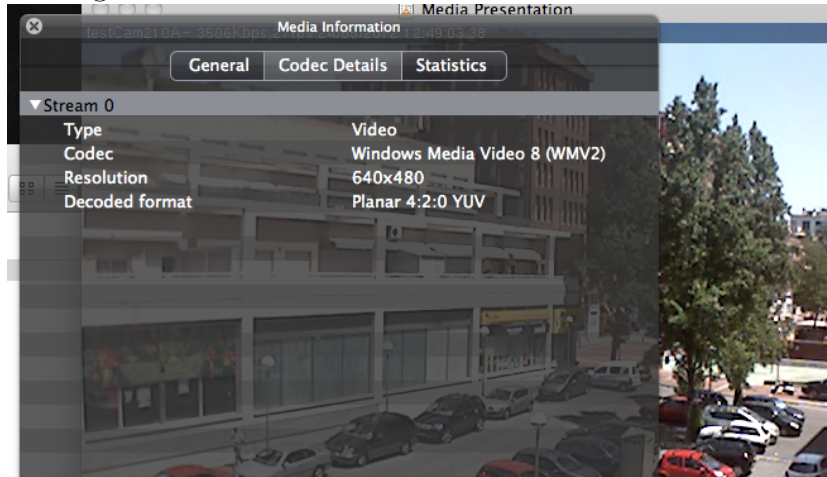 Media Presentation
Media Information
General Codec Details Statistics
Stream 0
Type Video
Codec Windows Media Video 8 (WMV2)
Resolution 640x480
Decoded format Planar 4:2:0 YUV